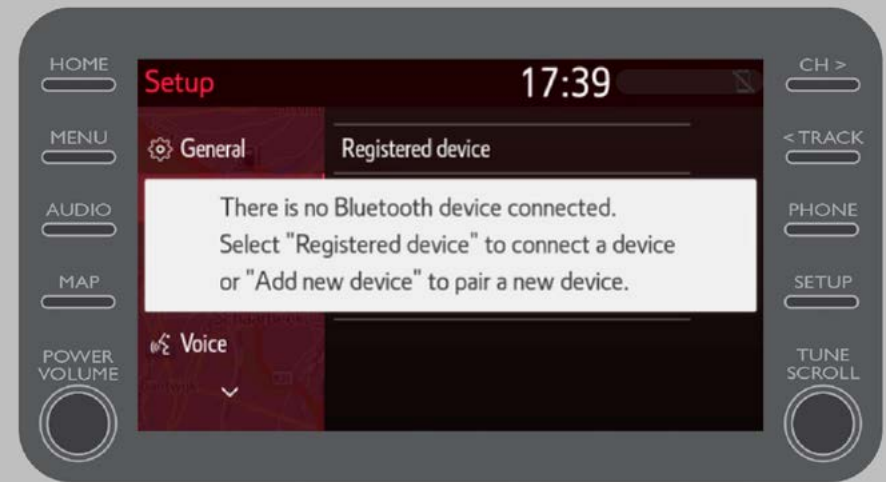 HOME
MENU
AUDIO
MAP
POWER
VOLUME
Setup
17:39
General
Registered device
There is no Bluetooth device connected.
Select "Registered device" to connect a device
or "Add new device" to pair a new device.
Voice
CH >
< TRACK
PHONE
SETUP
TUNE
SCROLL